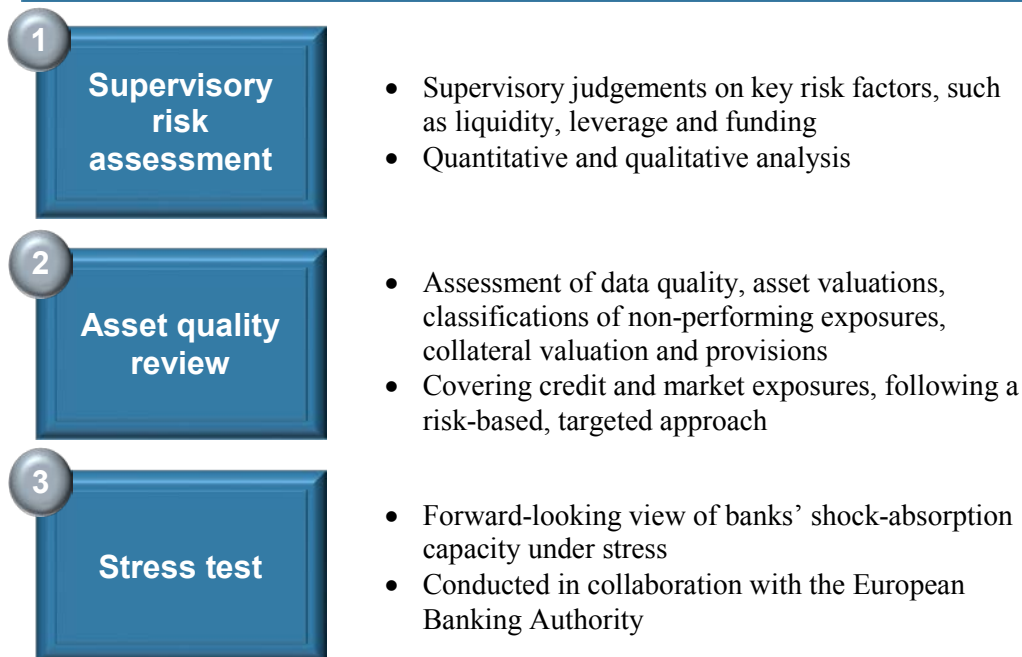 1
Supervisory
risk
assessment
• Supervisory judgements on key risk factors, such
as liquidity, leverage and funding
• Quantitative and qualitative analysis
2
Asset quality
review
• Assessment of data quality, asset valuations,
classifications of non-performing exposures,
collateral valuation and provisions
• Covering credit and market exposures, following a
risk-based, targeted approach
3
Stress test
• Forward-looking view of banks’ shock-absorption
capacity under stress
• Conducted in collaboration with the European
Banking Authority